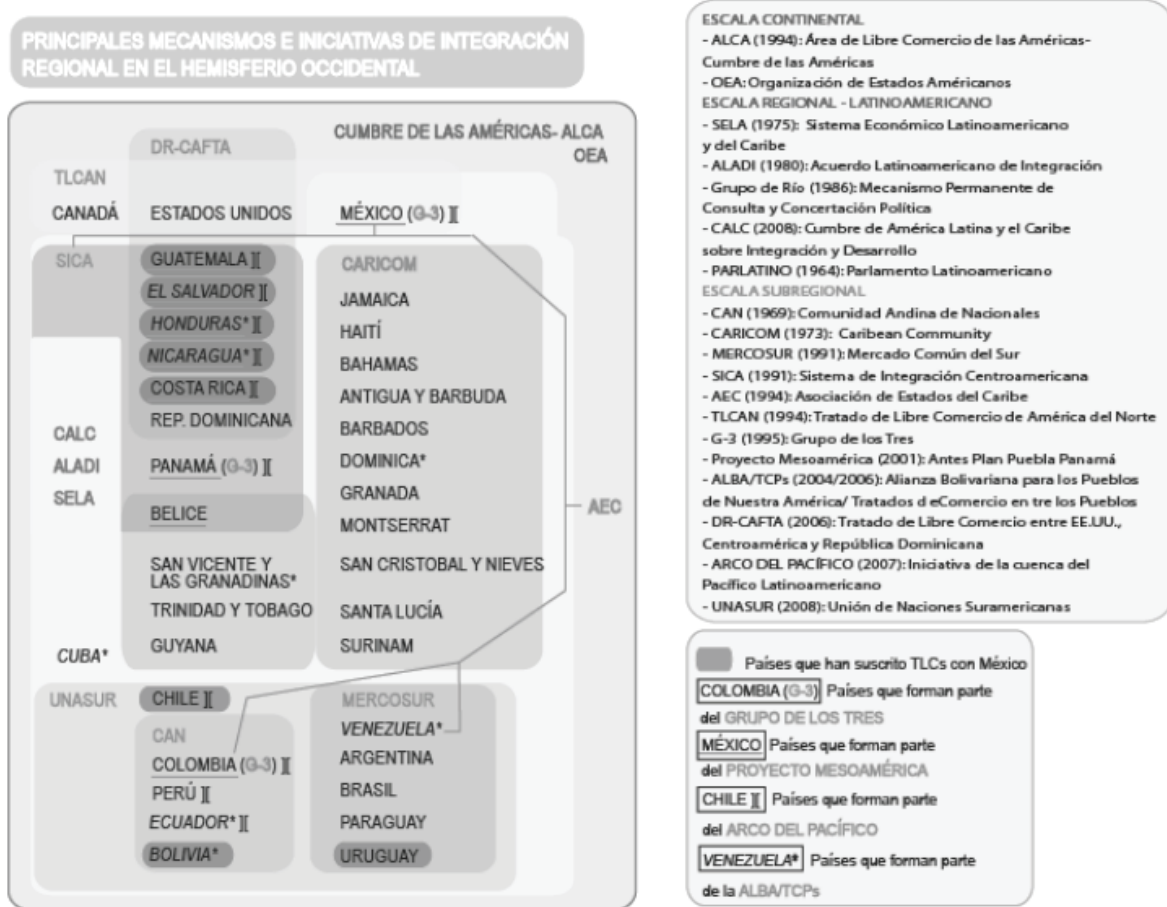 PRINCIPALES MECANISMOS E INICIATIVAS DE INTEGRACIÓN
REGIONAL EN EL HEMISFERIO OCCIDENTAL
CUMBRE DE LAS AMÉRICAS- ALCA
OEA
DR-CAFTA
TLCAN
CANADÁ
ESTADOS UNIDOS
MÉXICO (G-3) ][
SICA
GUATEMALA ][
EL SALVADOR ][
HONDURAS* ][
NICARAGUA* ][
COSTA RICA ][
REP. DOMINICANA
CALC
ALADI
SELA
PANAMÁ (G-3) ][
BELICE
SAN VICENTE Y
LAS GRANADINAS*
TRINIDAD Y TOBAGO
GUYANA
CUBA*
CARICOM
JAMAICA
HAITÍ
BAHAMAS
ANTIGUA Y BARBUDA
BARBADOS
DOMINICA*
GRANADA
MONTSERRAT
SAN CRISTOBAL Y NIEVES
SANTA LUCÍA
SURINAM
AEC
UNASUR
CHILE ][
CAN
COLOMBIA (G-3) ][
PERÚ ][
ECUADOR* ][
BOLIVIA*
MERCOSUR
VENEZUELA*
ARGENTINA
BRASIL
PARAGUAY
URUGUAY
ESCALA CONTINENTAL
- ALCA (1994): Área de Libre Comercio de las Américas-
Cumbre de las Américas
- OEA: Organización de Estados Américanos
ESCALA REGIONAL - LATINOAMERICANO
- SELA (1975): Sistema Económico Latinoamericano
y del Caribe
- ALADI (1980): Acuerdo Latinoamericano de Integración
- Grupo de Río (1986): Mecanismo Permanente de
Consulta y Concertación Política
- CALC (2008): Cumbre de América Latina y el Caribe
sobre Integración y Desarrollo
- PARLATINO (1964): Parlamento Latinoamericano
ESCALA SUBREGIONAL
- CAN (1969): Comunidad Andina de Nacionales
- CARICOM (1973): Caribean Community
- MERCOSUR (1991): Mercado Común del Sur
- SICA (1991): Sistema de Integración Centroamericana
- AEC (1994): Asociación de Estados del Caribe
- TLCAN (1994): Tratado de Libre Comercio de América del Norte
- G-3 (1995): Grupo de los Tres
- Proyecto Mesoamérica (2001): Antes Plan Puebla Panamá
- ALBA/TCPs (2004/2006): Alianza Bolivariana para los Pueblos
de Nuestra América/ Tratados d eComercio en tre los Pueblos
- DR-CAFTA (2006): Tratado de Libre Comercio entre EE.UU.,
Centroamérica y República Dominicana
- ARCO DEL PACÍFICO (2007): Iniciativa de la cuenca del
Pacífico Latinoamericano
- UNASUR (2008): Unión de Naciones Suramericanas
Países que han suscrito TLCs con México
COLOMBIA (G-3) Países que forman parte
del GRUPO DE LOS TRES
MÉXICO Países que forman parte
del PROYECTO MESOAMÉRICA
CHILE ][ Países que forman parte
del ARCO DEL PACÍFICO
VENEZUELA* Países que forman parte
de la ALBA/TCPs